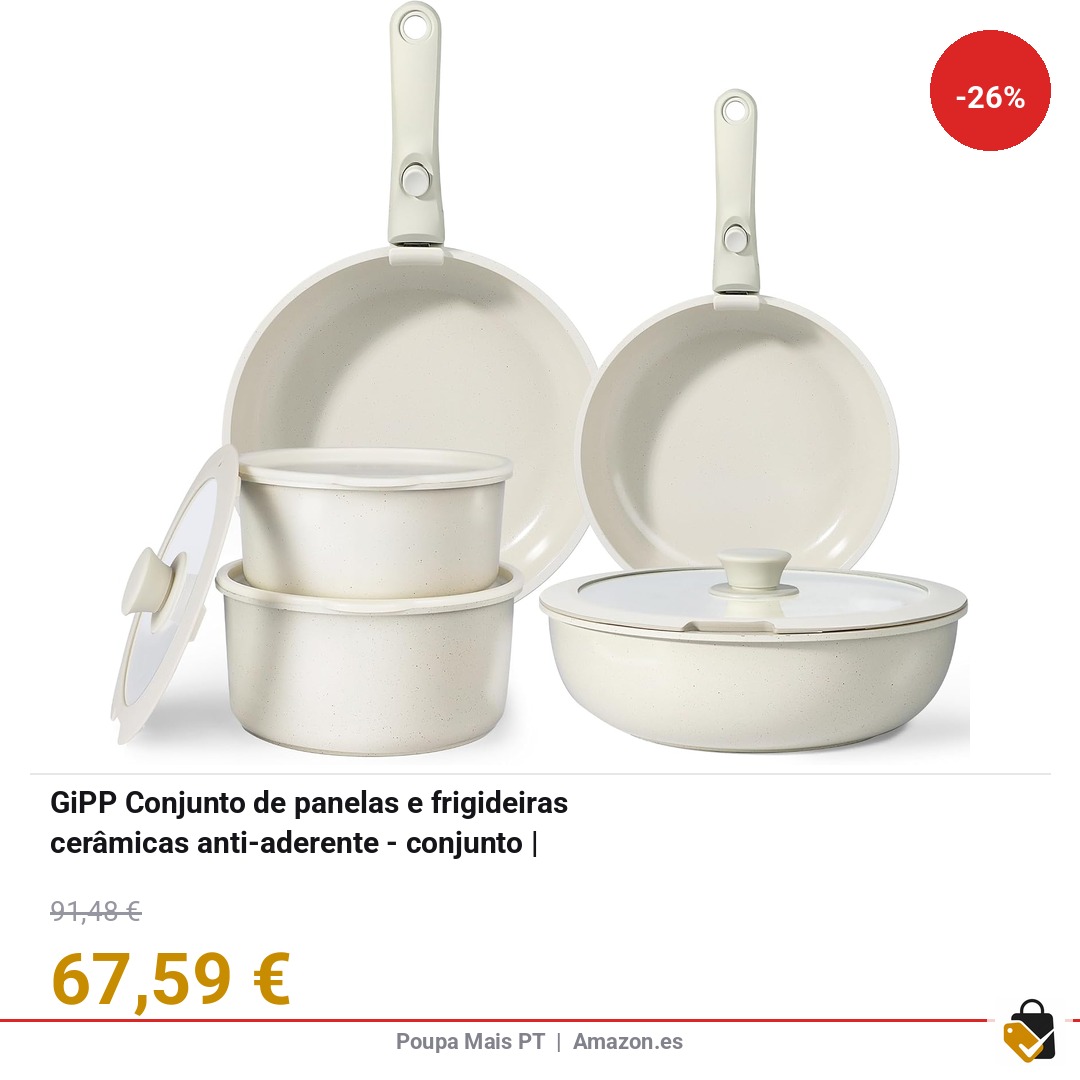 -26%
GiPP Conjunto de panelas e frigideiras
cerâmicas anti-aderente - conjunto |
91,48 €
67,59 €
Poupa Mais PT | Amazon.es